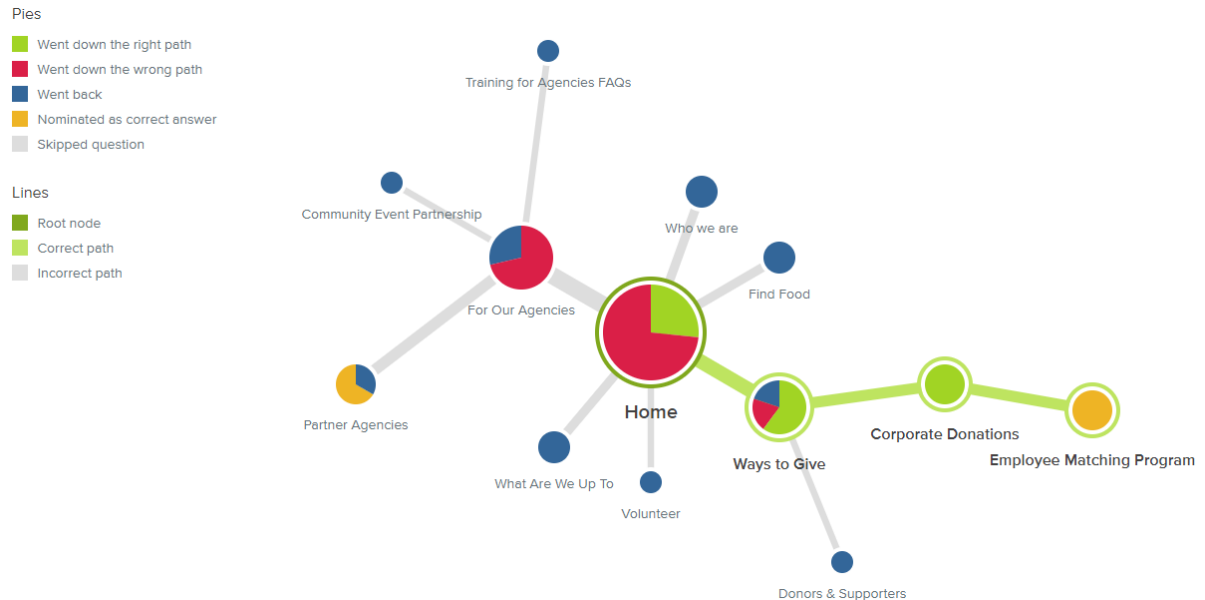 Pies
Went down the right path
Went down the wrong path
Went back
Nominated as correct answer
Skipped question
Lines
Root node
Correct path
Incorrect path
Training for Agencies FAQs
Community Event Partnership
Who we are
Find Food
For Our Agencies
Home
Partner Agencies
Corporate Donations
Ways to Give
Employee Matching Program
What Are We Up To
Volunteer
Donors & Supporters